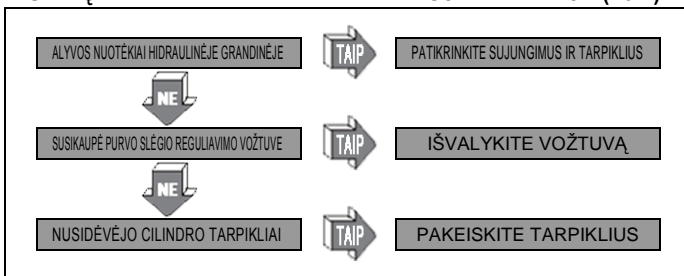 ALYVOS NUOTĖKIAI HIDRAULINĖJE GRANDINĖJE
TAIP
PATIKRINKITE SUJUNGIMUS IR TARPIKLIUS
NE
SUSIKAUPĖ PURVO SLĖGIO REGULIAVIMO VOŽTUVE
TAIP
IŠVALYKITE VOŽTUVĄ
NE
NUSIDĖVĖJO CILINDRO TARPIKLIAI
TAIP
PAKEISKITE TARPIKLIUS